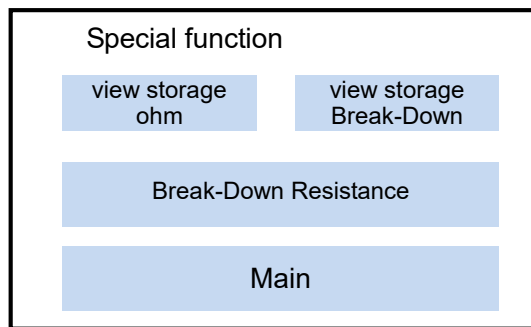 Special function
view storage
ohm
view storage
Break-Down
Break-Down Resistance
Main